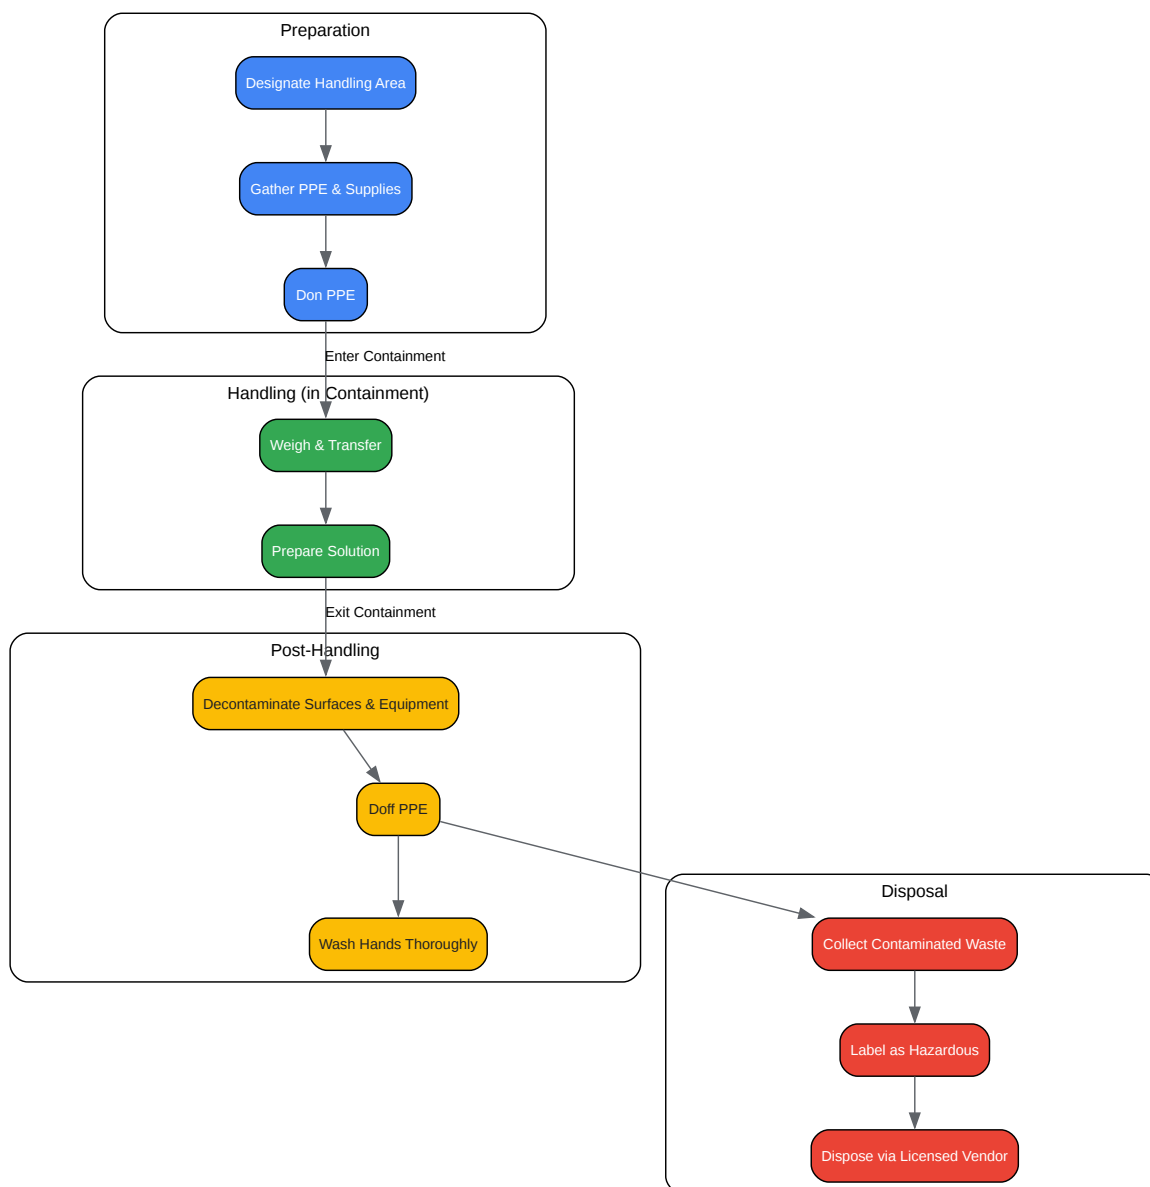 Preparation
Designate Handling Area
Gather PPE & Supplies
Don PPE
Enter Containment
Handling (in Containment)
Weigh & Transfer
Prepare Solution
Exit Containment
Post-Handling
Decontaminate Surfaces & Equipment
Doff PPE
Wash Hands Thoroughly
Disposal
Collect Contaminated Waste
Label as Hazardous
Dispose via Licensed Vendor